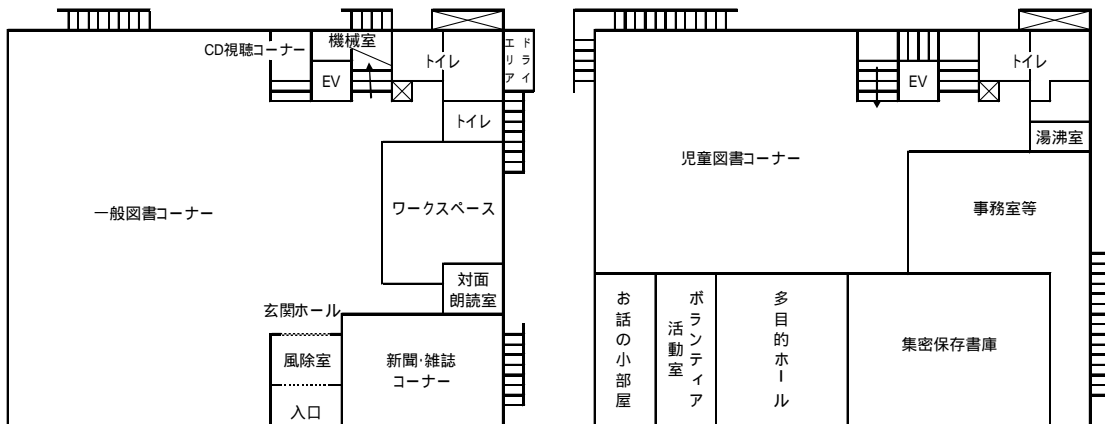 CD視聴コーナー
機械室
EV
トイレ
ドライ
エリア
トイレ
一般図書コーナー
ワークスペース
対面
朗読室
玄関ホール
風除室
新聞・雑誌
コーナー
入口
EV
トイレ
湯沸室
児童図書コーナー
事務室等
お話の小部屋
ボランティア
活動室
多目的ホール
集密保存書庫